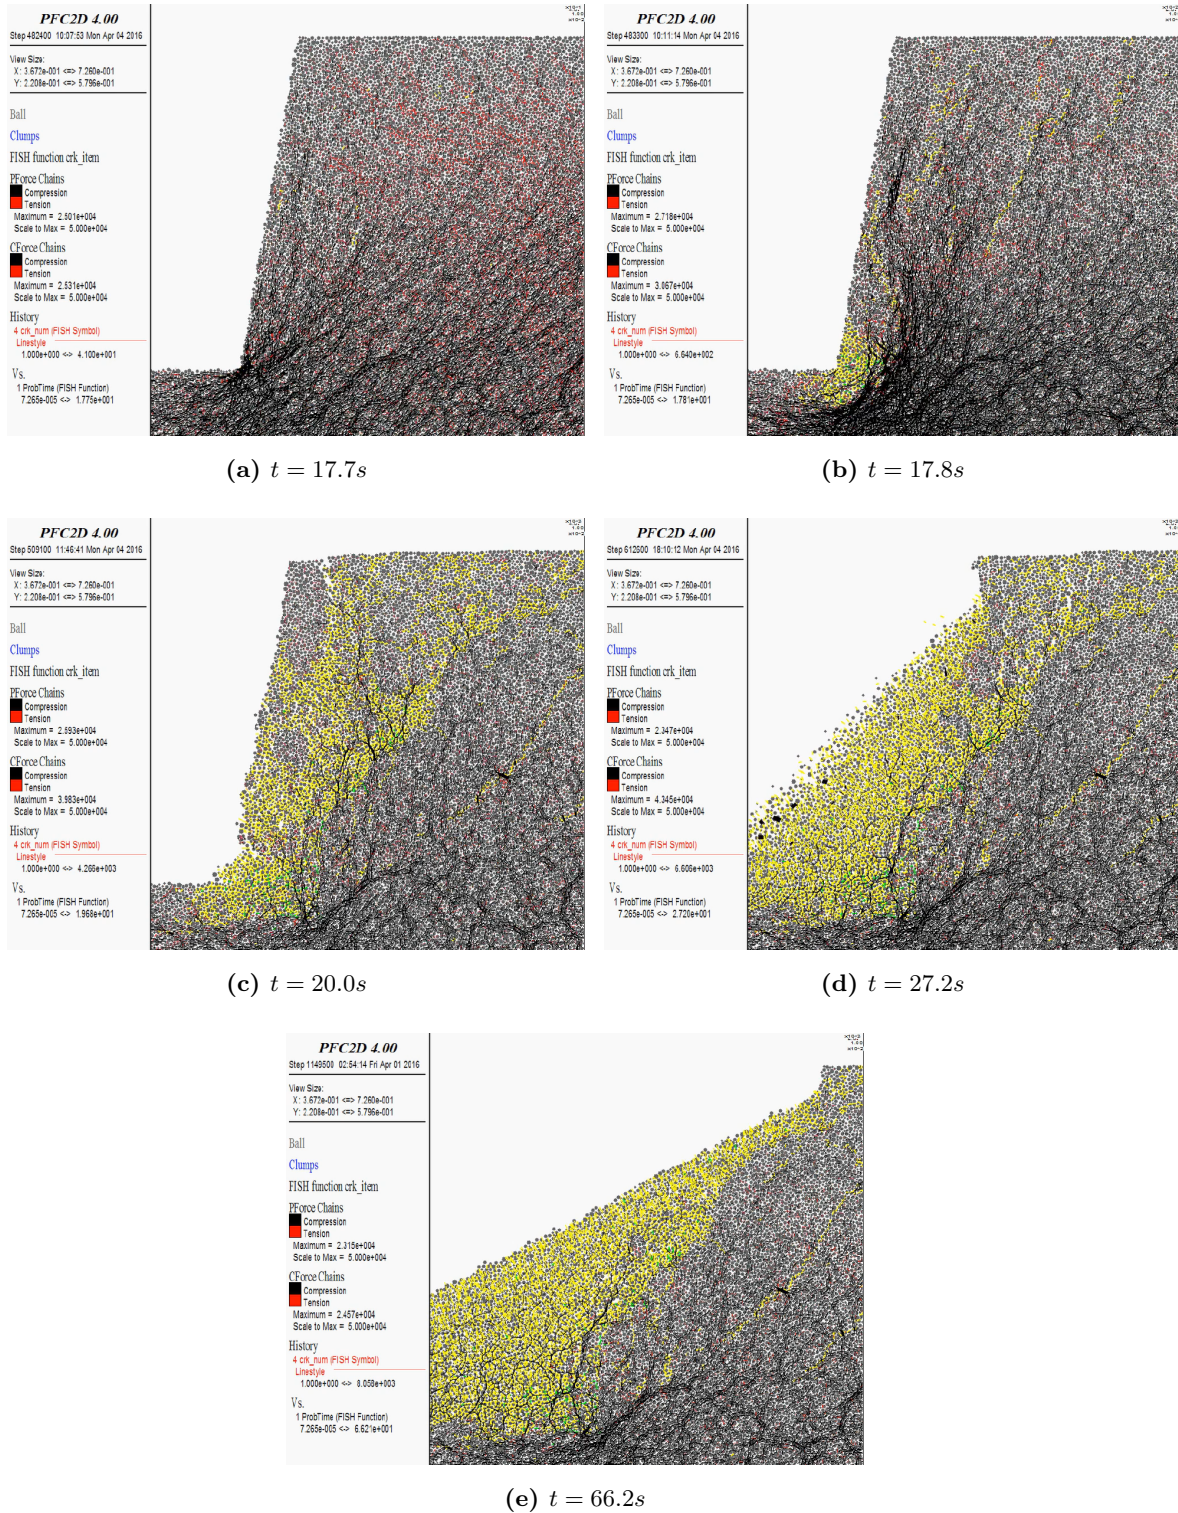 PFC2D 4.00
Step 482400 10:07:53 Mon Apr 04 2016
View Size:
X: 3.672e-001 <=> 7.260e-001
Y: 2.208e-001 <=> 5.796e-001
Ball
Clumps
FISH function crk_item
PForce Chains
Compression
Tension
Maximum = 2.501e+004
Scale to Max = 5.000e+004
CForce Chains
Compression
Tension
Maximum = 2.531e+004
Scale to Max = 5.000e+004
History
4 crk_num (FISH Symbol)
Linestyle
1.000e+000 <-> 4.100e+001
Vs.
1 ProbTime (FISH Function)
7.265e-005 <-> 1.775e+001
(a) t = 17.7s
PFC2D 4.00
Step 483300 10:11:14 Mon Apr 04 2016
View Size:
X: 3.672e-001 <=> 7.260e-001
Y: 2.208e-001 <=> 5.796e-001
Ball
Clumps
FISH function crk_item
PForce Chains
Compression
Tension
Maximum = 2.718e+004
Scale to Max = 5.000e+004
CForce Chains
Compression
Tension
Maximum = 3.067e+004
Scale to Max = 5.000e+004
History
4 crk_num (FISH Symbol)
Linestyle
1.000e+000 <-> 6.640e+002
Vs.
1 ProbTime (FISH Function)
7.265e-005 <-> 1.781e+001
(b) t = 17.8s
PFC2D 4.00
Step 509100 11:46:41 Mon Apr 04 2016
View Size:
X: 3.672e-001 <=> 7.260e-001
Y: 2.208e-001 <=> 5.796e-001
Ball
Clumps
FISH function crk_item
PForce Chains
Compression
Tension
Maximum = 2.593e+004
Scale to Max = 5.000e+004
CForce Chains
Compression
Tension
Maximum = 3.983e+004
Scale to Max = 5.000e+004
History
4 crk_num (FISH Symbol)
Linestyle
1.000e+000 <-> 4.266e+003
Vs.
1 ProbTime (FISH Function)
7.265e-005 <-> 1.968e+001
(c) t = 20.0s
PFC2D 4.00
Step 612600 18:10:12 Mon Apr 04 2016
View Size:
X: 3.672e-001 <=> 7.260e-001
Y: 2.208e-001 <=> 5.796e-001
Ball
Clumps
FISH function crk_item
PForce Chains
Compression
Tension
Maximum = 2.347e+004
Scale to Max = 5.000e+004
CForce Chains
Compression
Tension
Maximum = 4.345e+004
Scale to Max = 5.000e+004
History
4 crk_num (FISH Symbol)
Linestyle
1.000e+000 <-> 6.606e+003
Vs.
1 ProbTime (FISH Function)
7.265e-005 <-> 2.720e+001
(d) t = 27.2s
PFC2D 4.00
Step 1149500 02:54:14 Fri Apr 01 2016
View Size:
X: 3.672e-001 <=> 7.260e-001
Y: 2.208e-001 <=> 5.796e-001
Ball
Clumps
FISH function crk_item
PForce Chains
Compression
Tension
Maximum = 2.315e+004
Scale to Max = 5.000e+004
CForce Chains
Compression
Tension
Maximum = 2.457e+004
Scale to Max = 5.000e+004
History
4 crk_num (FISH Symbol)
Linestyle
1.000e+000 <-> 8.058e+003
Vs.
1 ProbTime (FISH Function)
7.265e-005 <-> 6.621e+001
(e) t = 66.2s